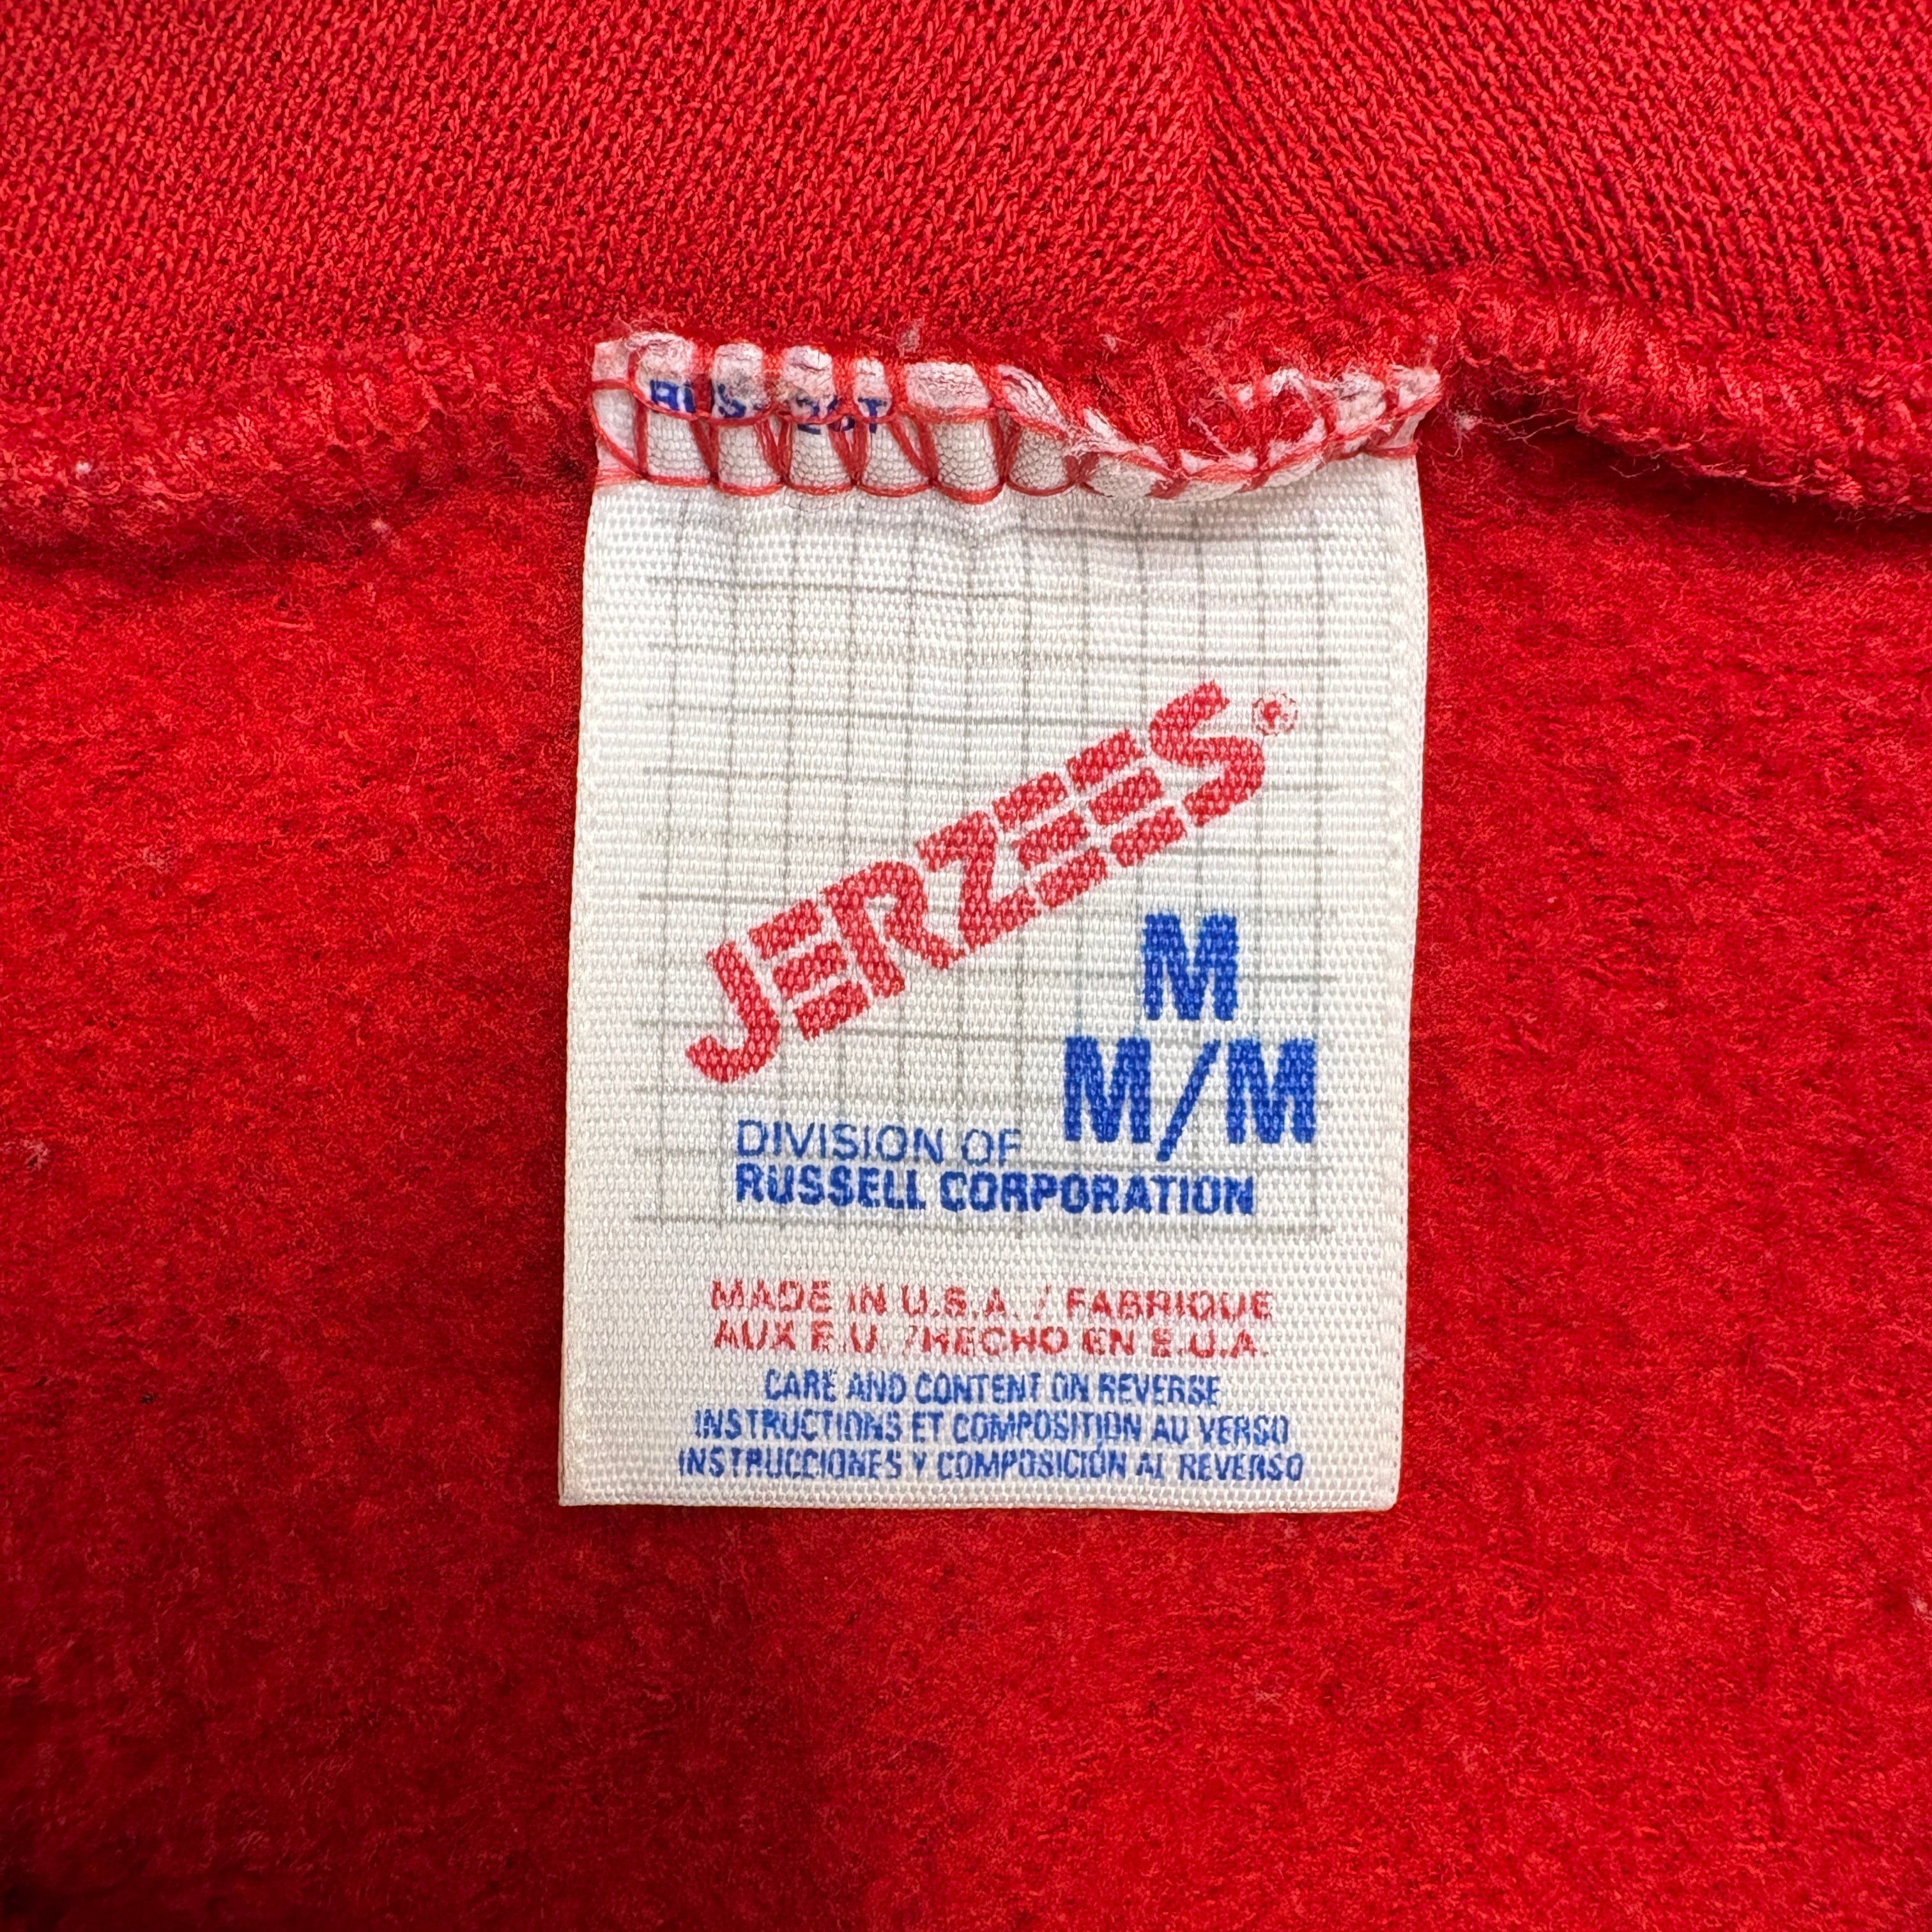 JERZEES®
M
M/M
DIVISION OF
RUSSELL CORPORATION
MADE IN U.S.A. / FABRIQUE
AUX E.U. /HECHO EN E.U.A.
CARE AND CONTENT ON REVERSE
INSTRUCTIONS ET COMPOSITION AU VERSO
INSTRUCCIONES Y COMPOSICIÓN AL REVERSO